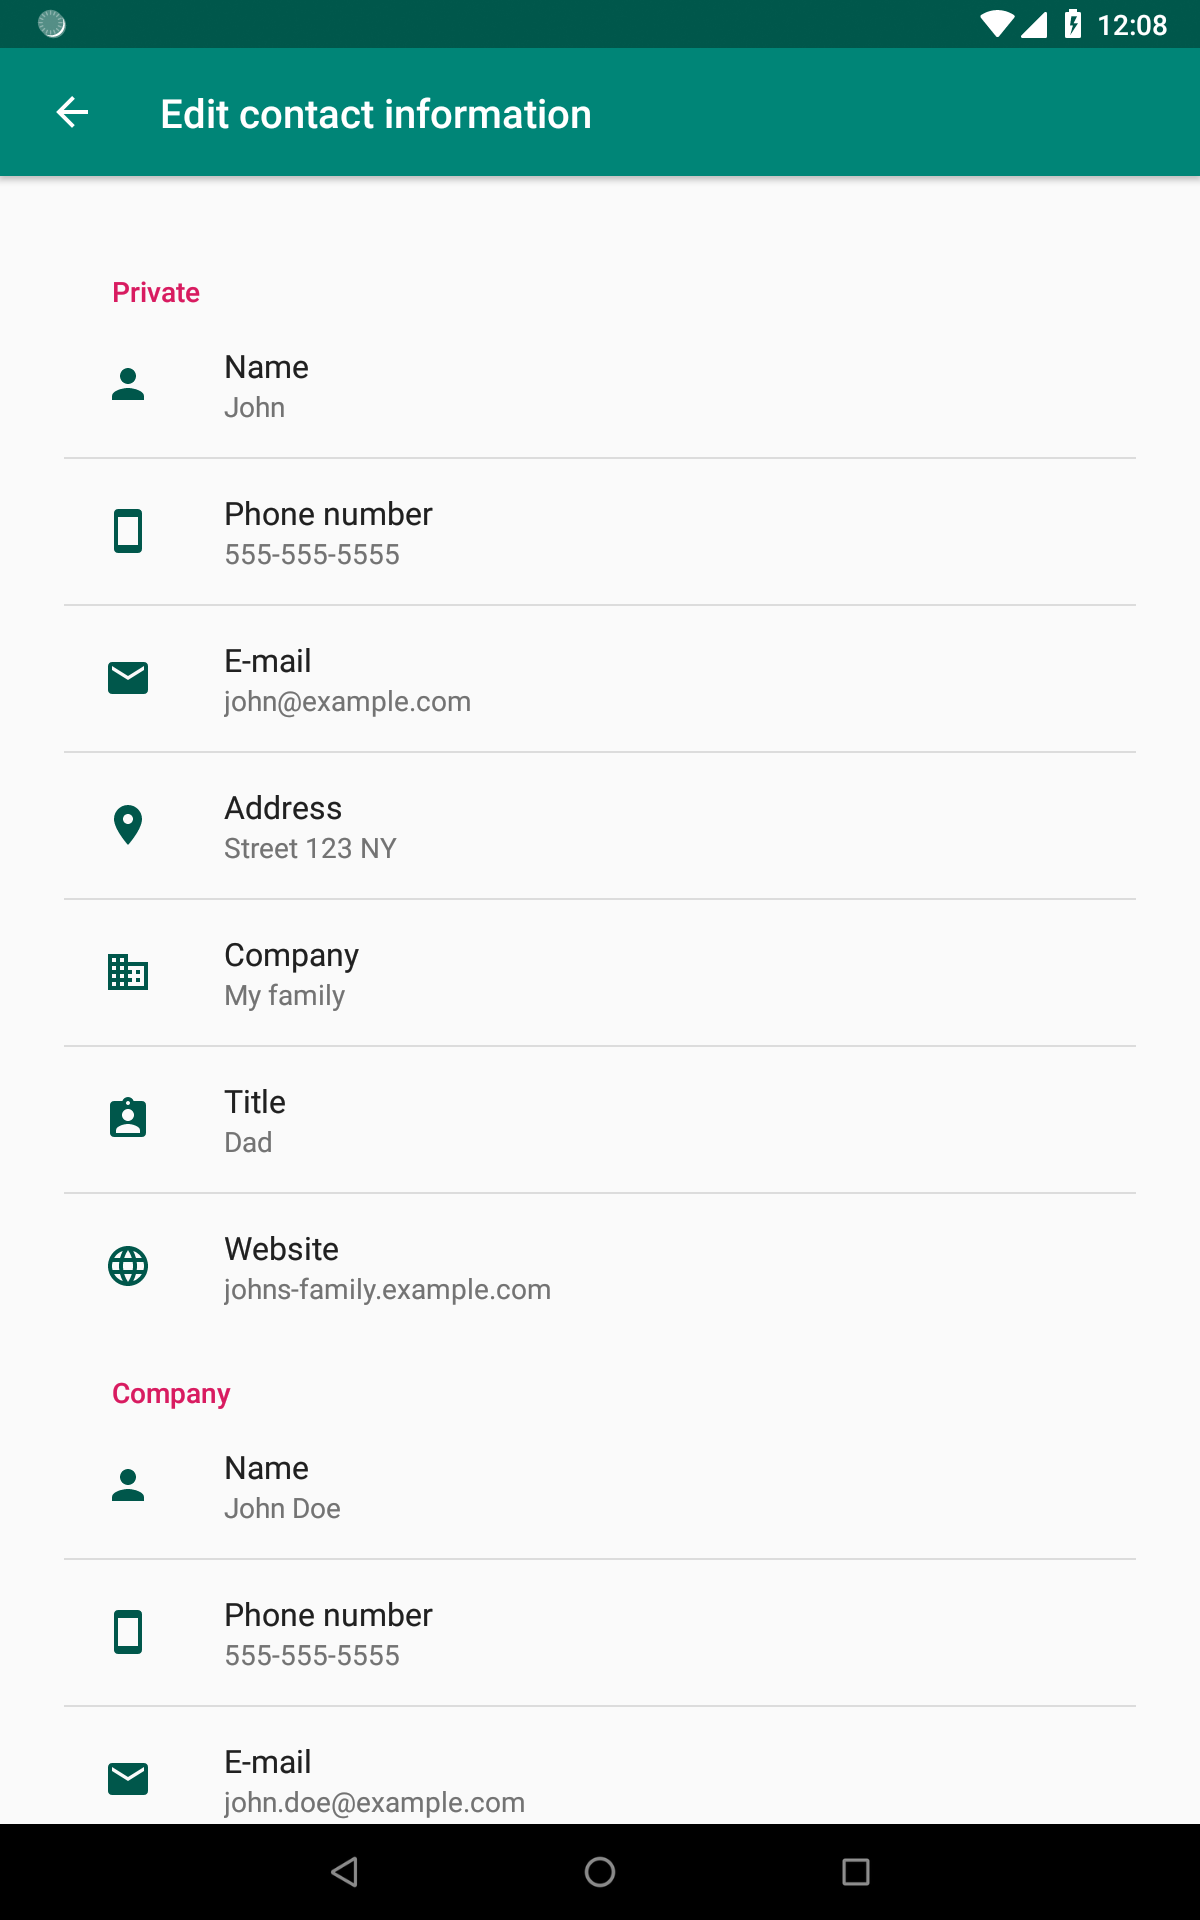 12:08
Edit contact information
Private
Name
John
Phone number
555-555-5555
E-mail
john@example.com
Address
Street 123 NY
Company
My family
Title
Dad
Website
johns-family.example.com
Company
Name
John Doe
Phone number
555-555-5555
E-mail
john.doe@example.com